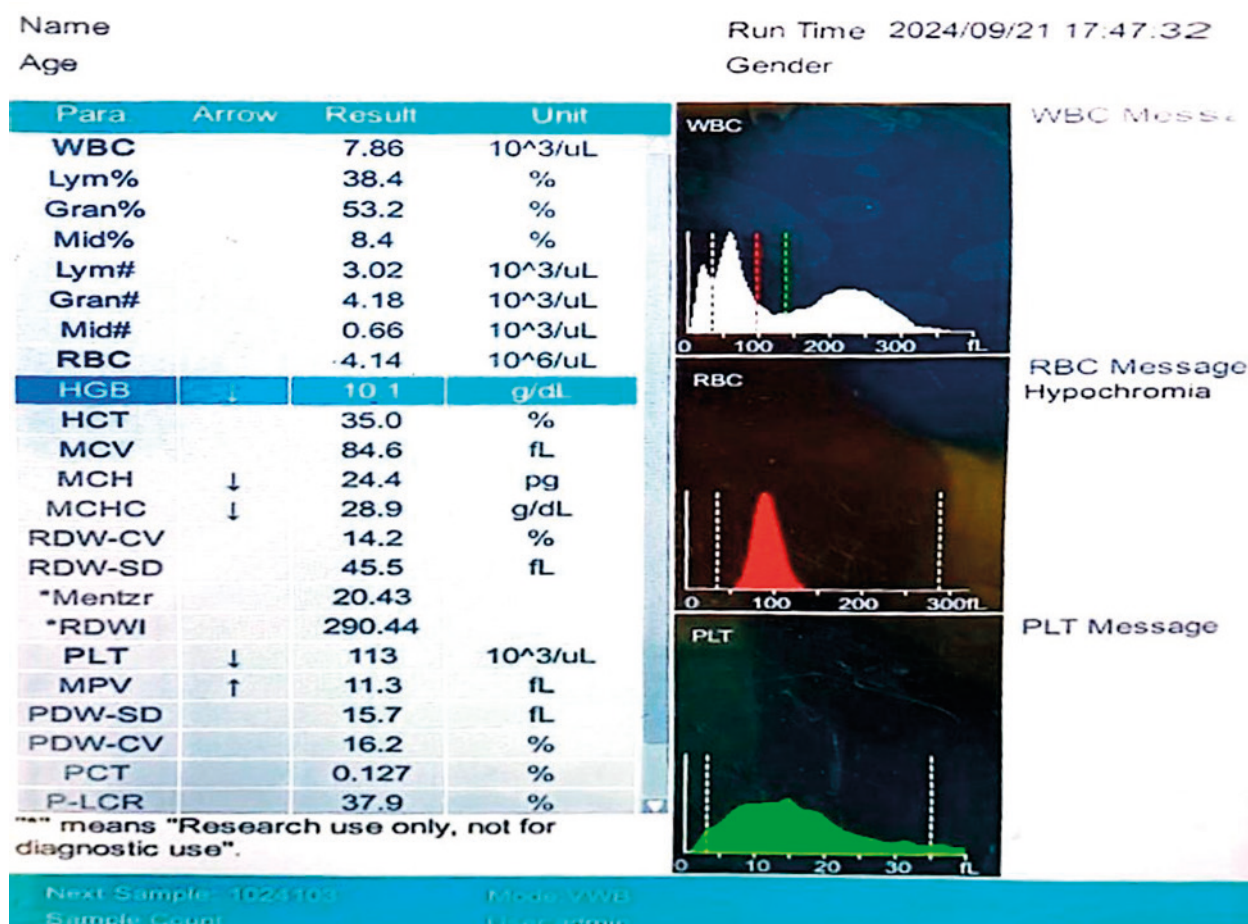 Name
Run Time 2024/09/21 17:47:32
Age
Gender
Para. Arrow Result Unit
WBC 7.86 10^3/uL
Lym% 38.4 %
Gran% 53.2 %
Mid% 8.4 %
Lym# 3.02 10^3/uL
Gran# 4.18 10^3/uL
Mid# 0.66 10^3/uL
RBC 4.14 10^6/uL
HGB ↓ 10.1 g/dL
HCT 35.0 %
MCV 84.6 fL
MCH ↓ 24.4 pg
MCHC ↓ 28.9 g/dL
RDW-CV 14.2 %
RDW-SD 45.5 fL
*Mentzr 20.43
*RDWI 290.44
PLT ↓ 113 10^3/uL
MPV ↑ 11.3 fL
PDW-SD 15.7 fL
PDW-CV 16.2 %
PCT 0.127 %
P-LCR 37.9 %
"*" means "Research use only, not for
diagnostic use".
WBC
0 100 200 300 fL
WBC
RBC
0 100 200 300fL
RBC Message
Hypochromia
PLT
0 10 20 30 fL
PLT Message
Next Sample: 1024103 Mode: VWB
Sample Count User: admin